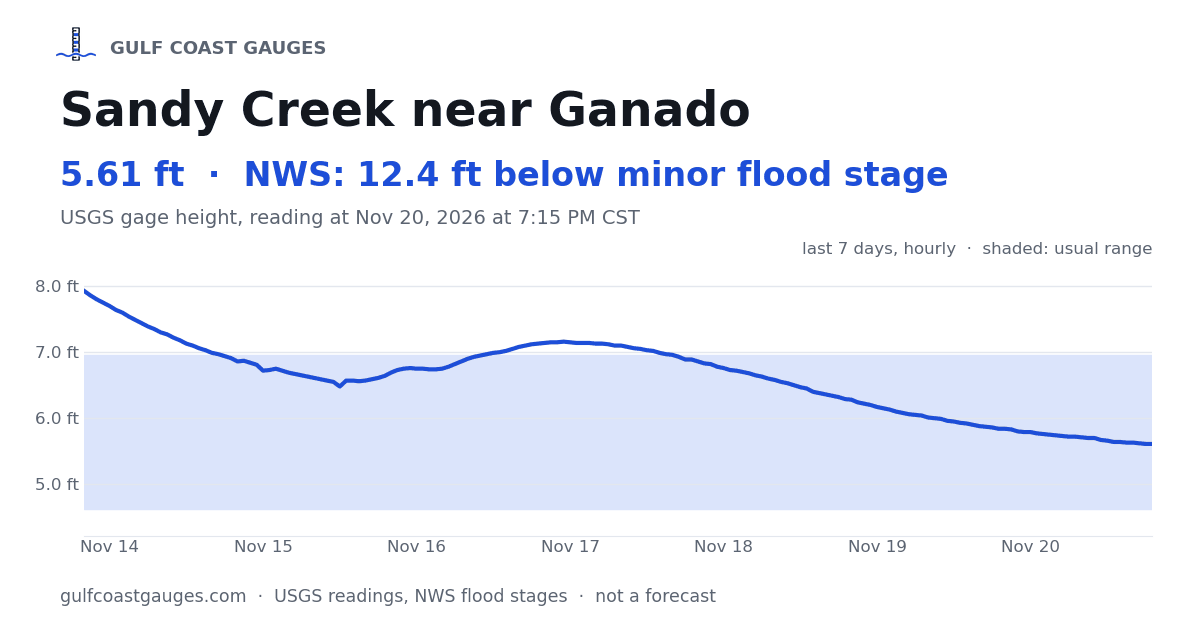 GULF COAST GAUGES
Sandy Creek near Ganado
5.61 ft · NWS: 12.4 ft below minor flood stage
USGS gage height, reading at Nov 20, 2026 at 7:15 PM CST
last 7 days, hourly · shaded: usual range
8.0 ft
7.0 ft
6.0 ft
5.0 ft
Nov 14 Nov 15 Nov 16 Nov 17 Nov 18 Nov 19 Nov 20
gulfcoastgauges.com · USGS readings, NWS flood stages · not a forecast